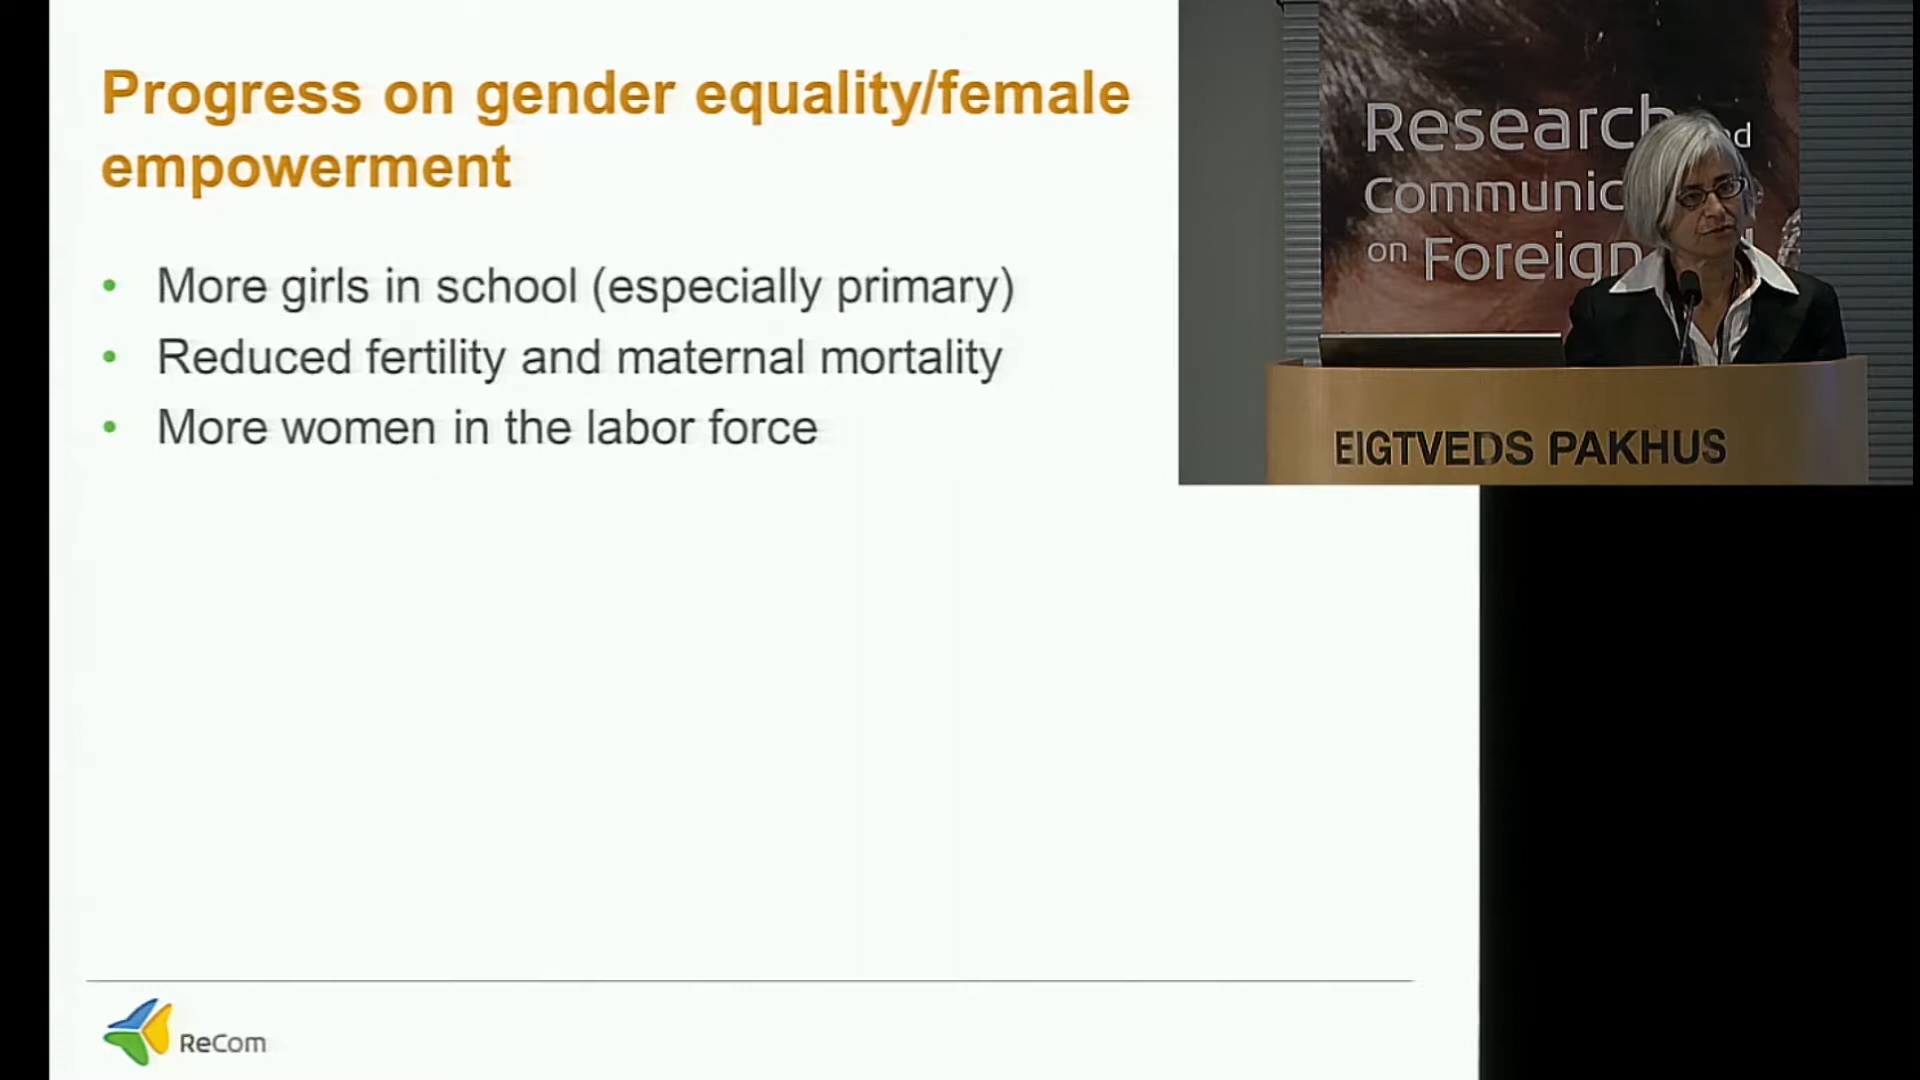 Progress on gender equality/female
empowerment
• More girls in school (especially primary)
• Reduced fertility and maternal mortality
• More women in the labor force
ReCom
Research
Communic
on Foreign
EIGTVEDS PAKHUS